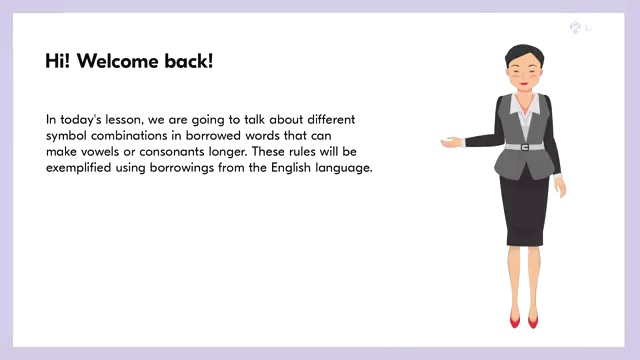 Hi! Welcome back!
In today's lesson, we are going to talk about different
symbol combinations in borrowed words that can
make vowels or consonants longer. These rules will be
exemplified using borrowings from the English language.